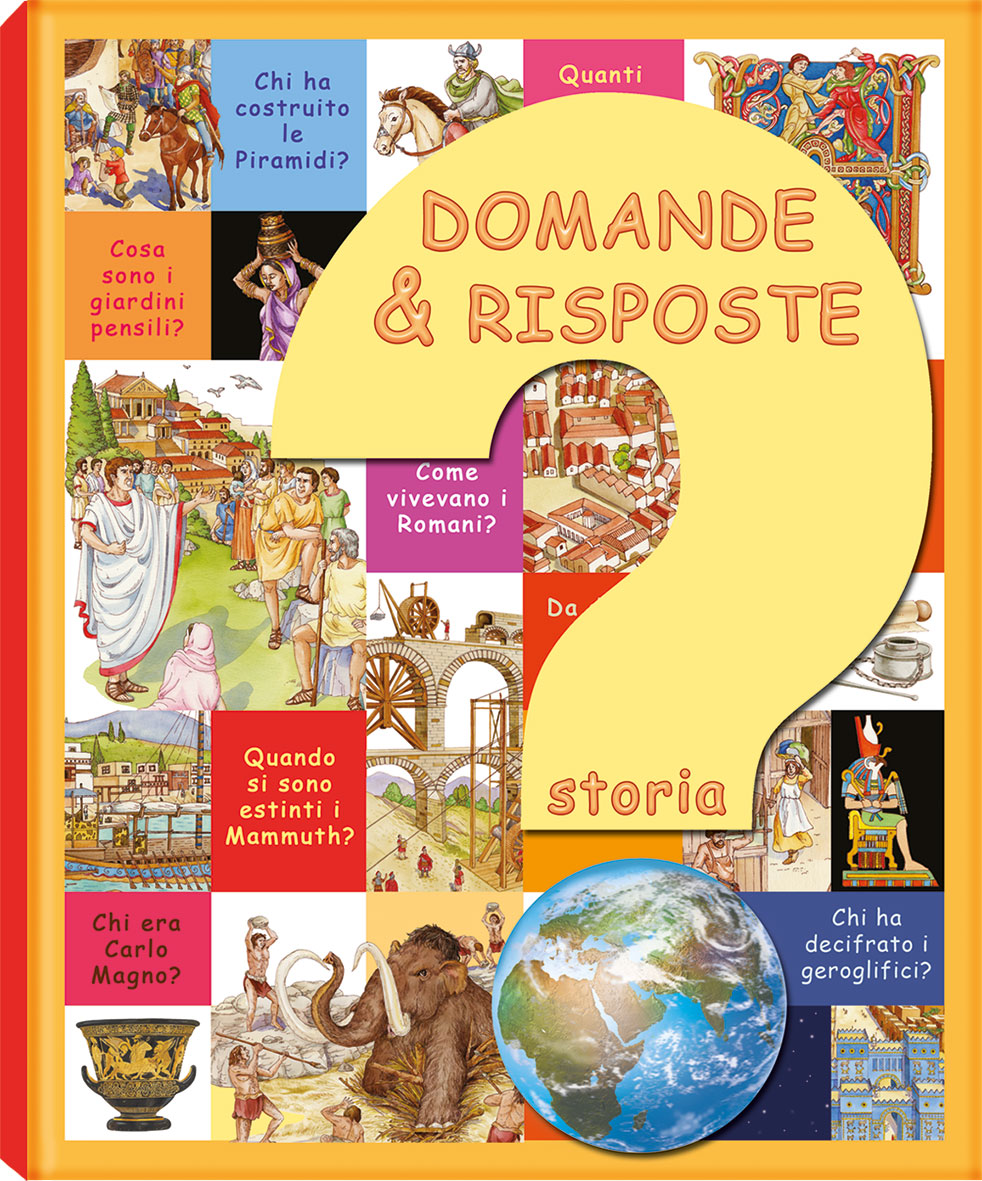 Chi ha
costruito
le
Piramidi?
Quanti
DOMANDE
& RISPOSTE
Cosa
sono i
giardini
pensili?
Come
vivevano i
Romani?
Da
storia
Quando
si sono
estinti i
Mammuth?
Chi era
Carlo
Magno?
Chi ha
decifrato i
geroglifici?